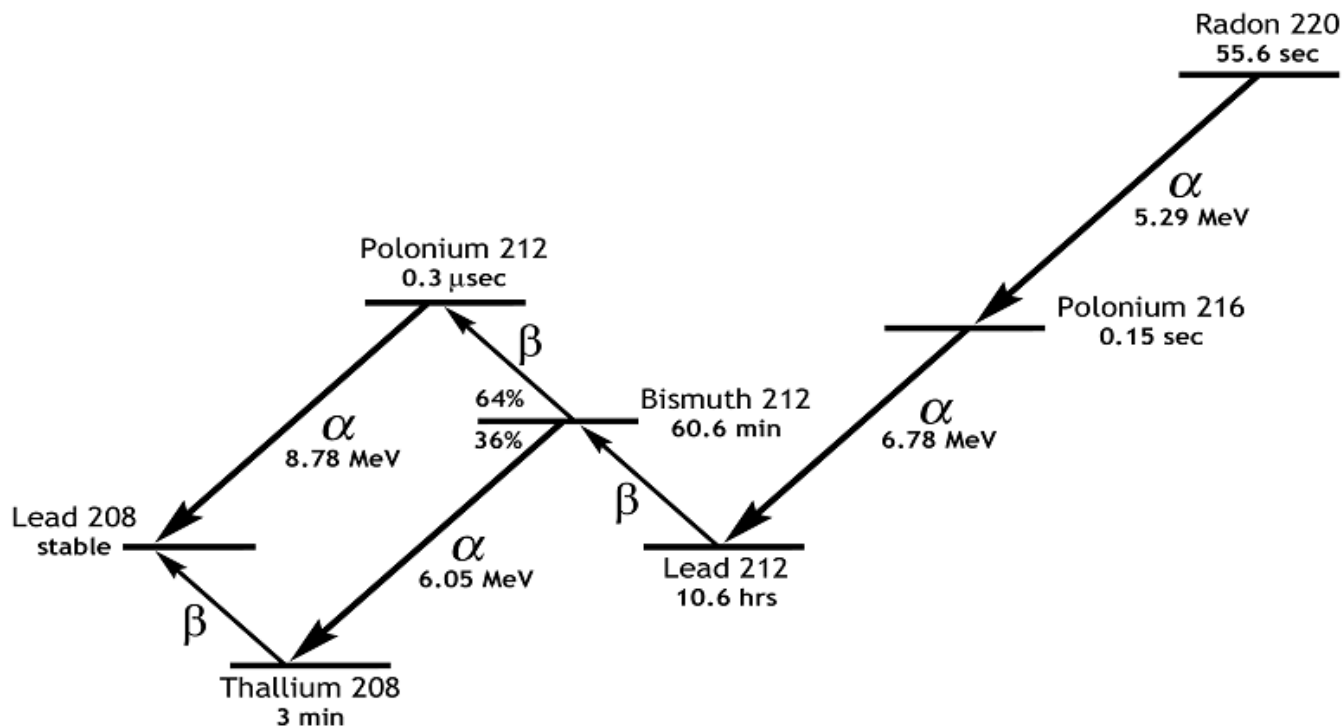 Radon 220
55.6 sec
α
5.29 MeV
Polonium 212
0.3 μsec
Polonium 216
0.15 sec
β
64%
Bismuth 212
60.6 min
36%
α
6.78 MeV
α
8.78 MeV
β
Lead 208
stable
α
6.05 MeV
Lead 212
10.6 hrs
β
Thallium 208
3 min